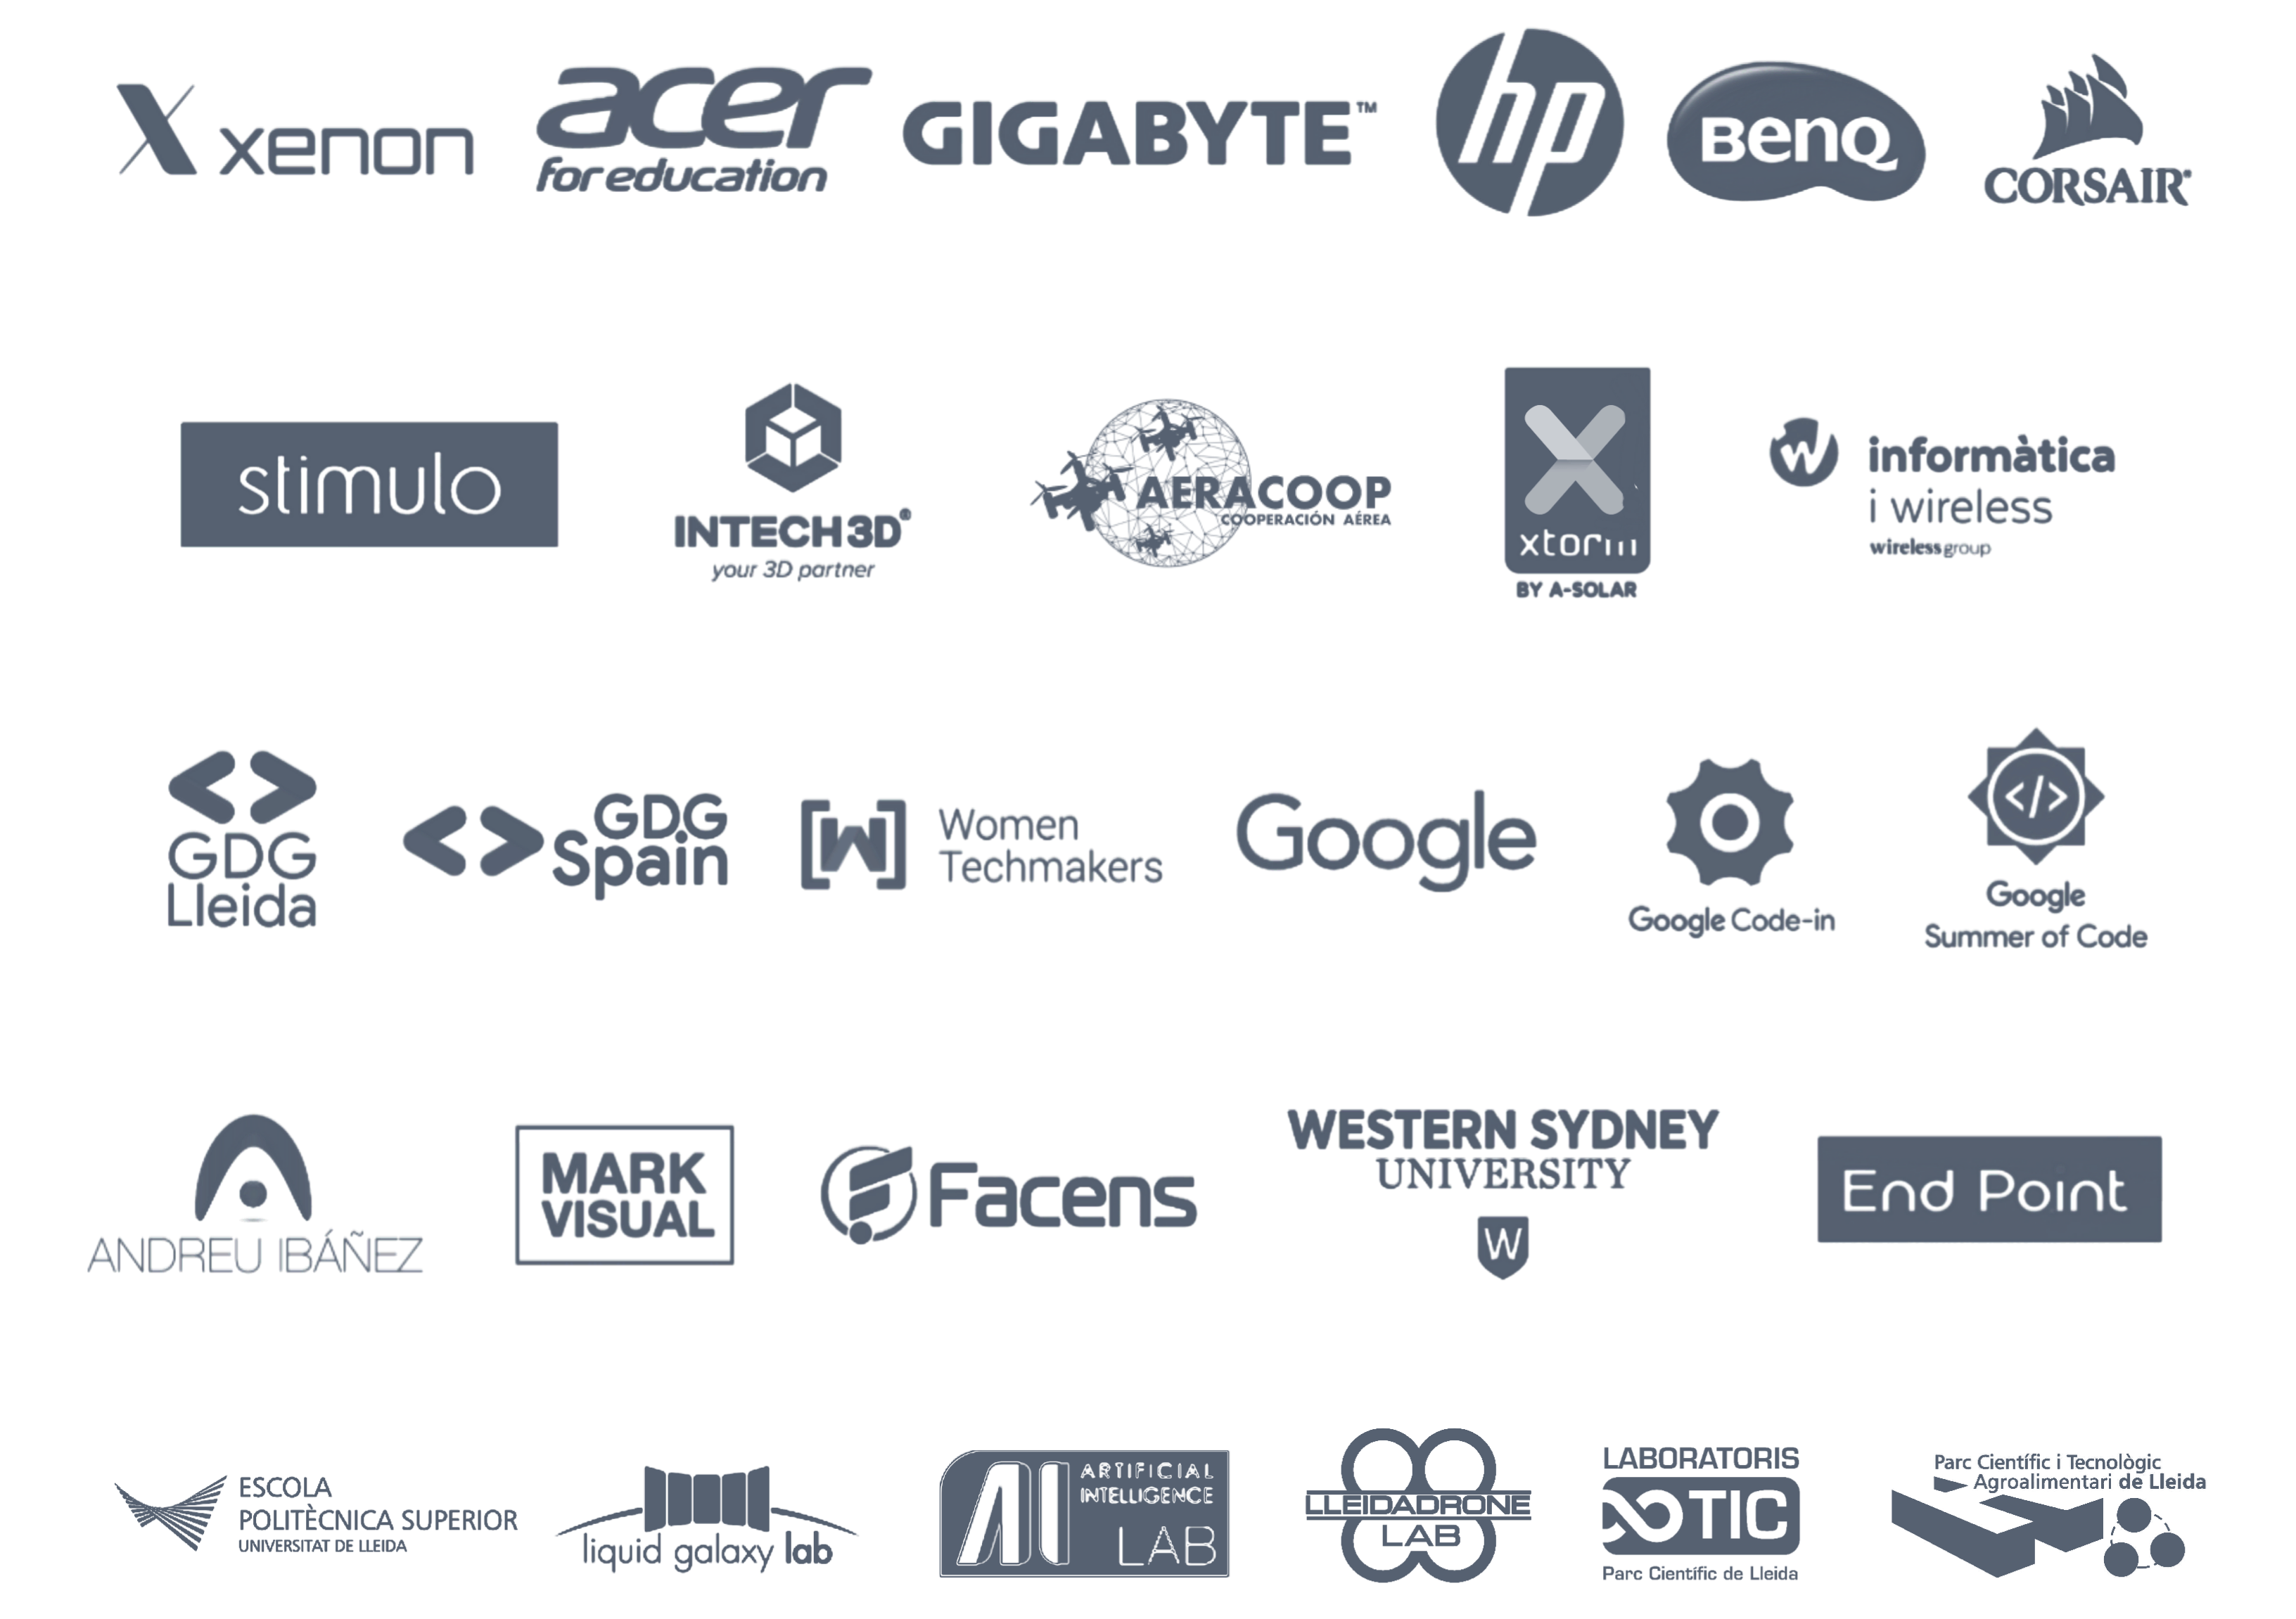 X xenon
acer
for education
GIGABYTE™
hp
BenQ
CORSAIR®
stimulo
INTECH3D®
your 3D partner
AERACOOP
COOPERACIÓN AÉREA
X
xtorm
BY A-SOLAR
W
informàtica
i wireless
wirelessgroup
<>
GDG
Lleida
<> GDG
Spain
[W] Women
Techmakers
Google
Google Code-in
</>
Google
Summer of Code
ANDREU IBÁÑEZ
MARK
VISUAL
Facens
WESTERN SYDNEY
UNIVERSITY
W
End Point
ESCOLA
POLITÈCNICA SUPERIOR
UNIVERSITAT DE LLEIDA
liquid galaxy lab
AI ARTIFICIAL
INTELLIGENCE
LAB
LLEIDADRONE
LAB
LABORATORIS
TIC
Parc Científic de Lleida
Parc Científic i Tecnològic
Agroalimentari de Lleida